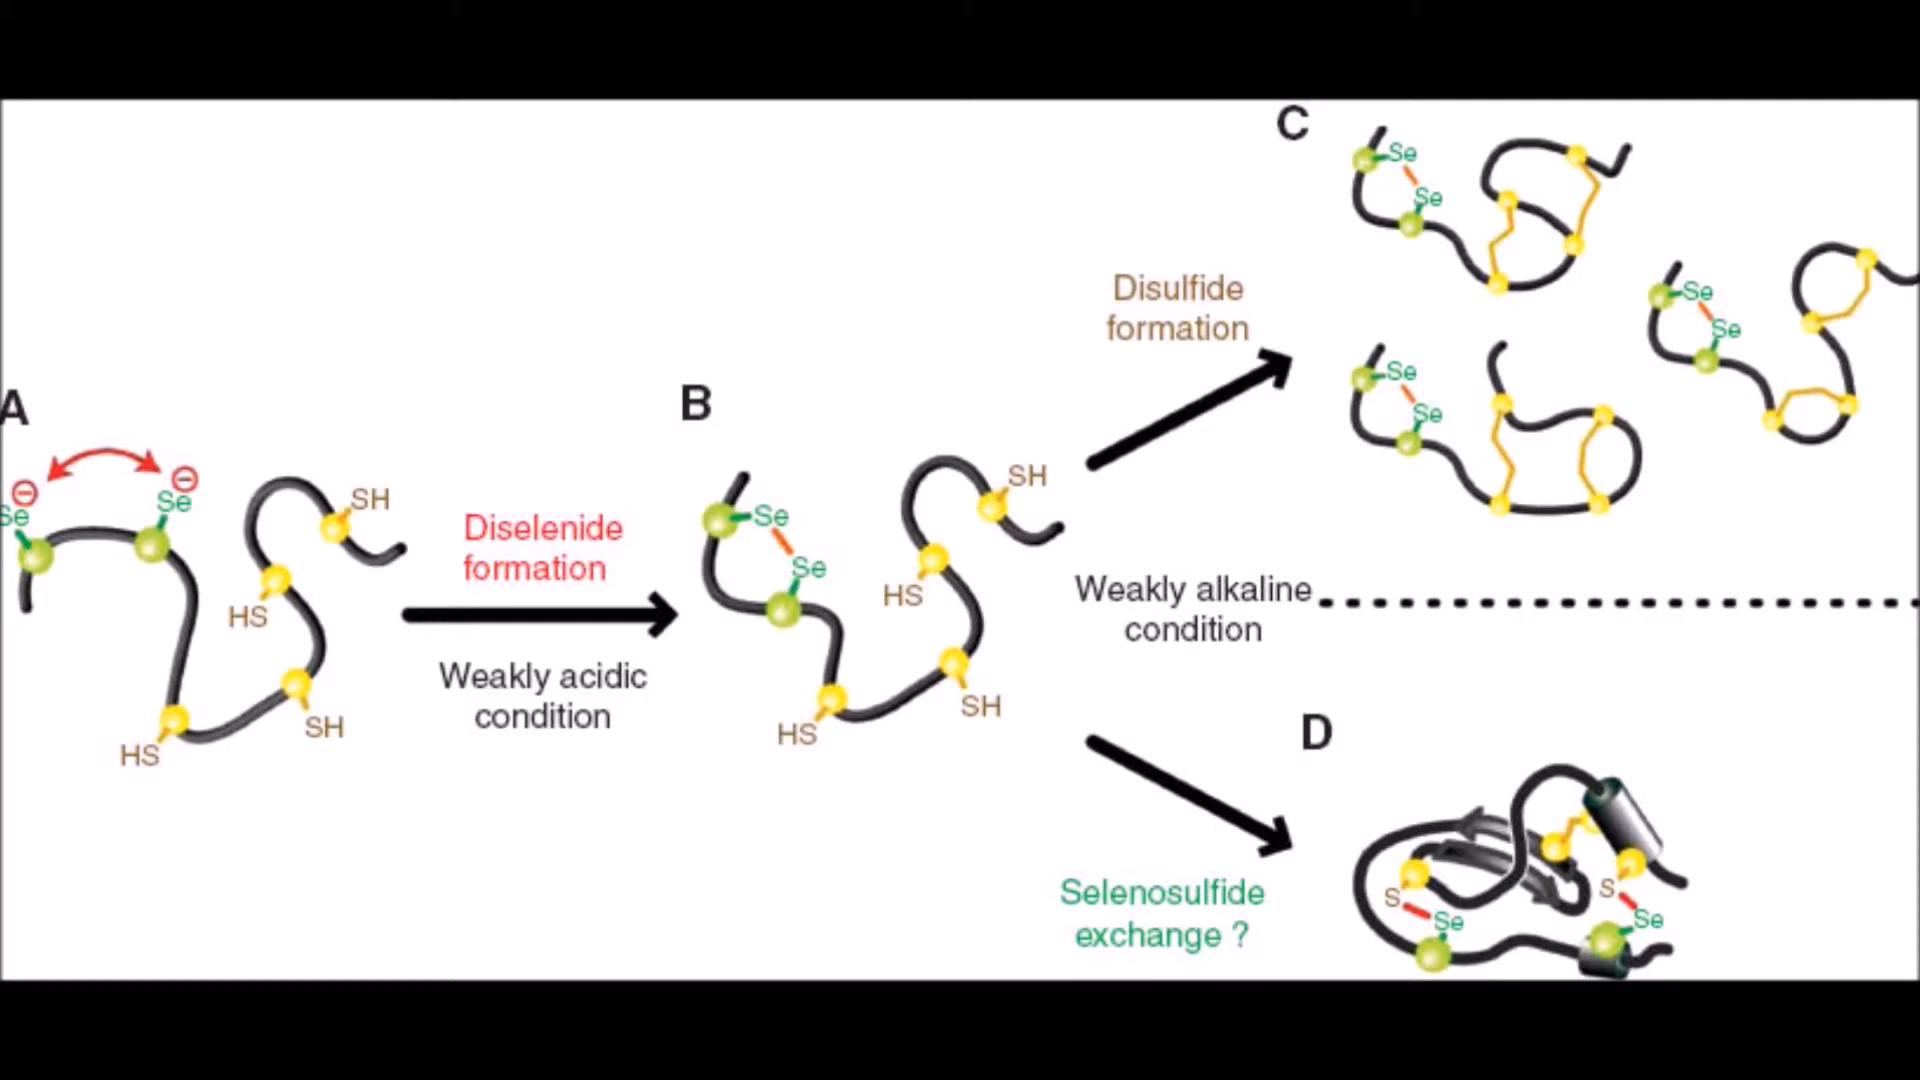 A
Se
⊖
Se
⊖
SH
HS
SH
HS
Diselenide
formation
Weakly acidic
condition
B
Se
Se
SH
HS
SH
HS
Disulfide
formation
Weakly alkaline
condition
Selenosulfide
exchange ?
C
Se
Se
Se
Se
Se
Se
D
S
Se
S
Se